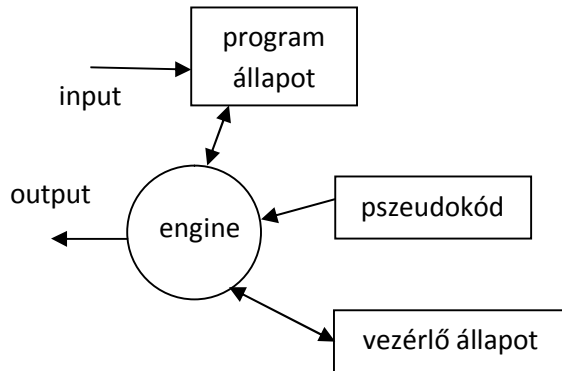 program
állapot
input
output
engine
pszeudokód
vezérlő állapot